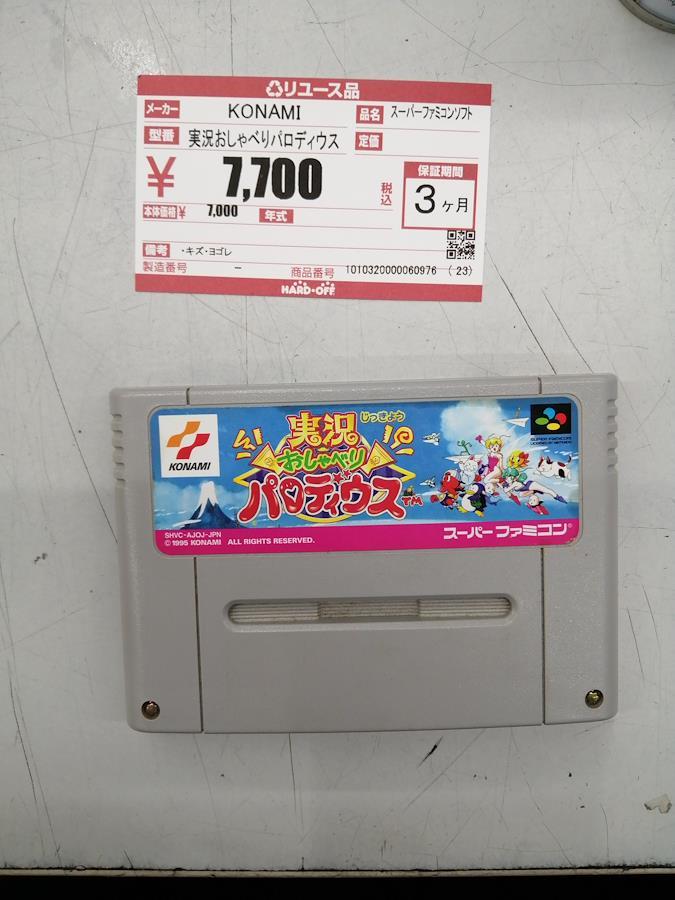 リユース品
メーカー KONAMI 品名 スーパーファミコンソフト
型番 実況おしゃべりパロディウス 定価
¥ 7,700 税込 保証期間 3ヶ月
本体価格¥ 7,000 年式
備考 ・キズ・ヨゴレ
製造番号 − 商品番号 1010320000060976 (23)
HARD・OFF
KONAMI
じっきょう
実況
おしゃべり
パロディウス TM
SUPER FAMICOM
SHVC-AJOJ-JPN
© 1995 KONAMI ALL RIGHTS RESERVED.
スーパーファミコン®